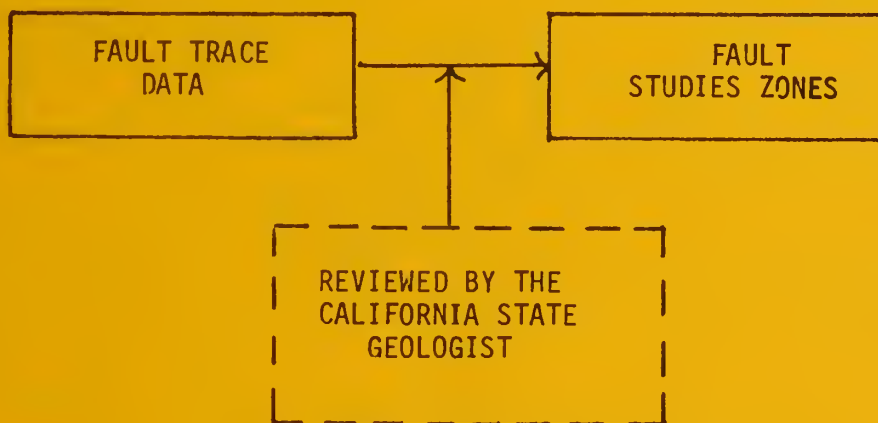 FAULT TRACE
DATA
FAULT
STUDIES ZONES
REVIEWED BY THE
CALIFORNIA STATE
GEOLOGIST